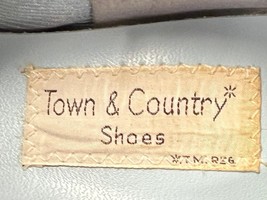 Town & Country*
Shoes
*T.M. REG